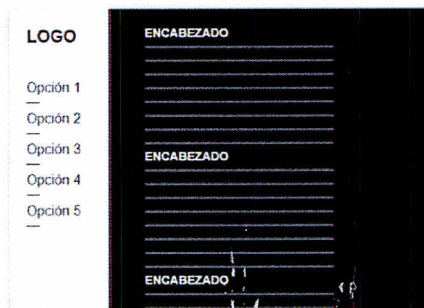 LOGO
Opción 1
Opción 2
Opción 3
Opción 4
Opción 5
ENCABEZADO
ENCABEZADO
ENCABEZADO